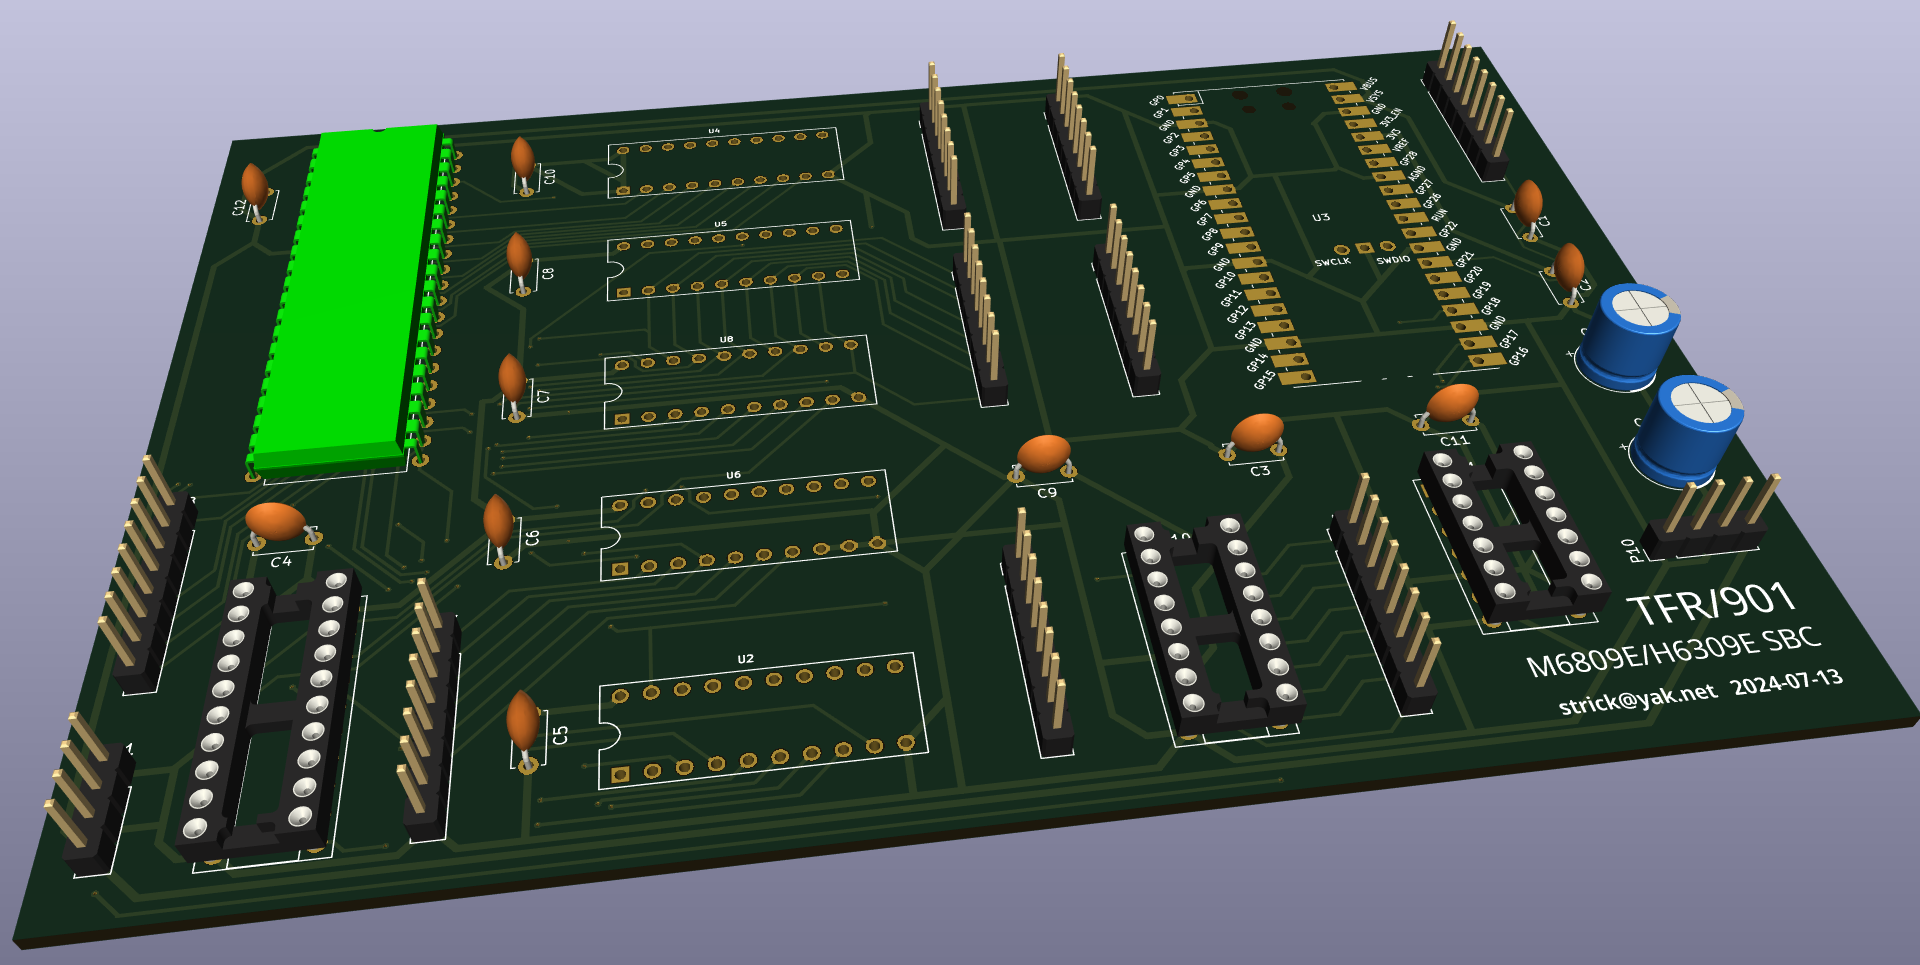 U4
C10
C12
U5
C8
U8
C7
U6
C6
C4
U2
C5
C9
C3
C11
U3
SWCLK
SWDIO
GP0
GP1
GND
GP2
GP3
GP4
GP5
GND
GP6
GP7
GP8
GP9
GND
GP10
GP11
GP12
GP13
GND
GP14
GP15
VBUS
VSYS
GND
3V3_EN
3V3
VREF
GP28
AGND
GP27
GP26
RUN
GP22
GND
GP21
GP20
GP19
GP18
GND
GP17
GP16
P10
TFR/901
M6809E/H6309E SBC
strick@yak.net 2024-07-13